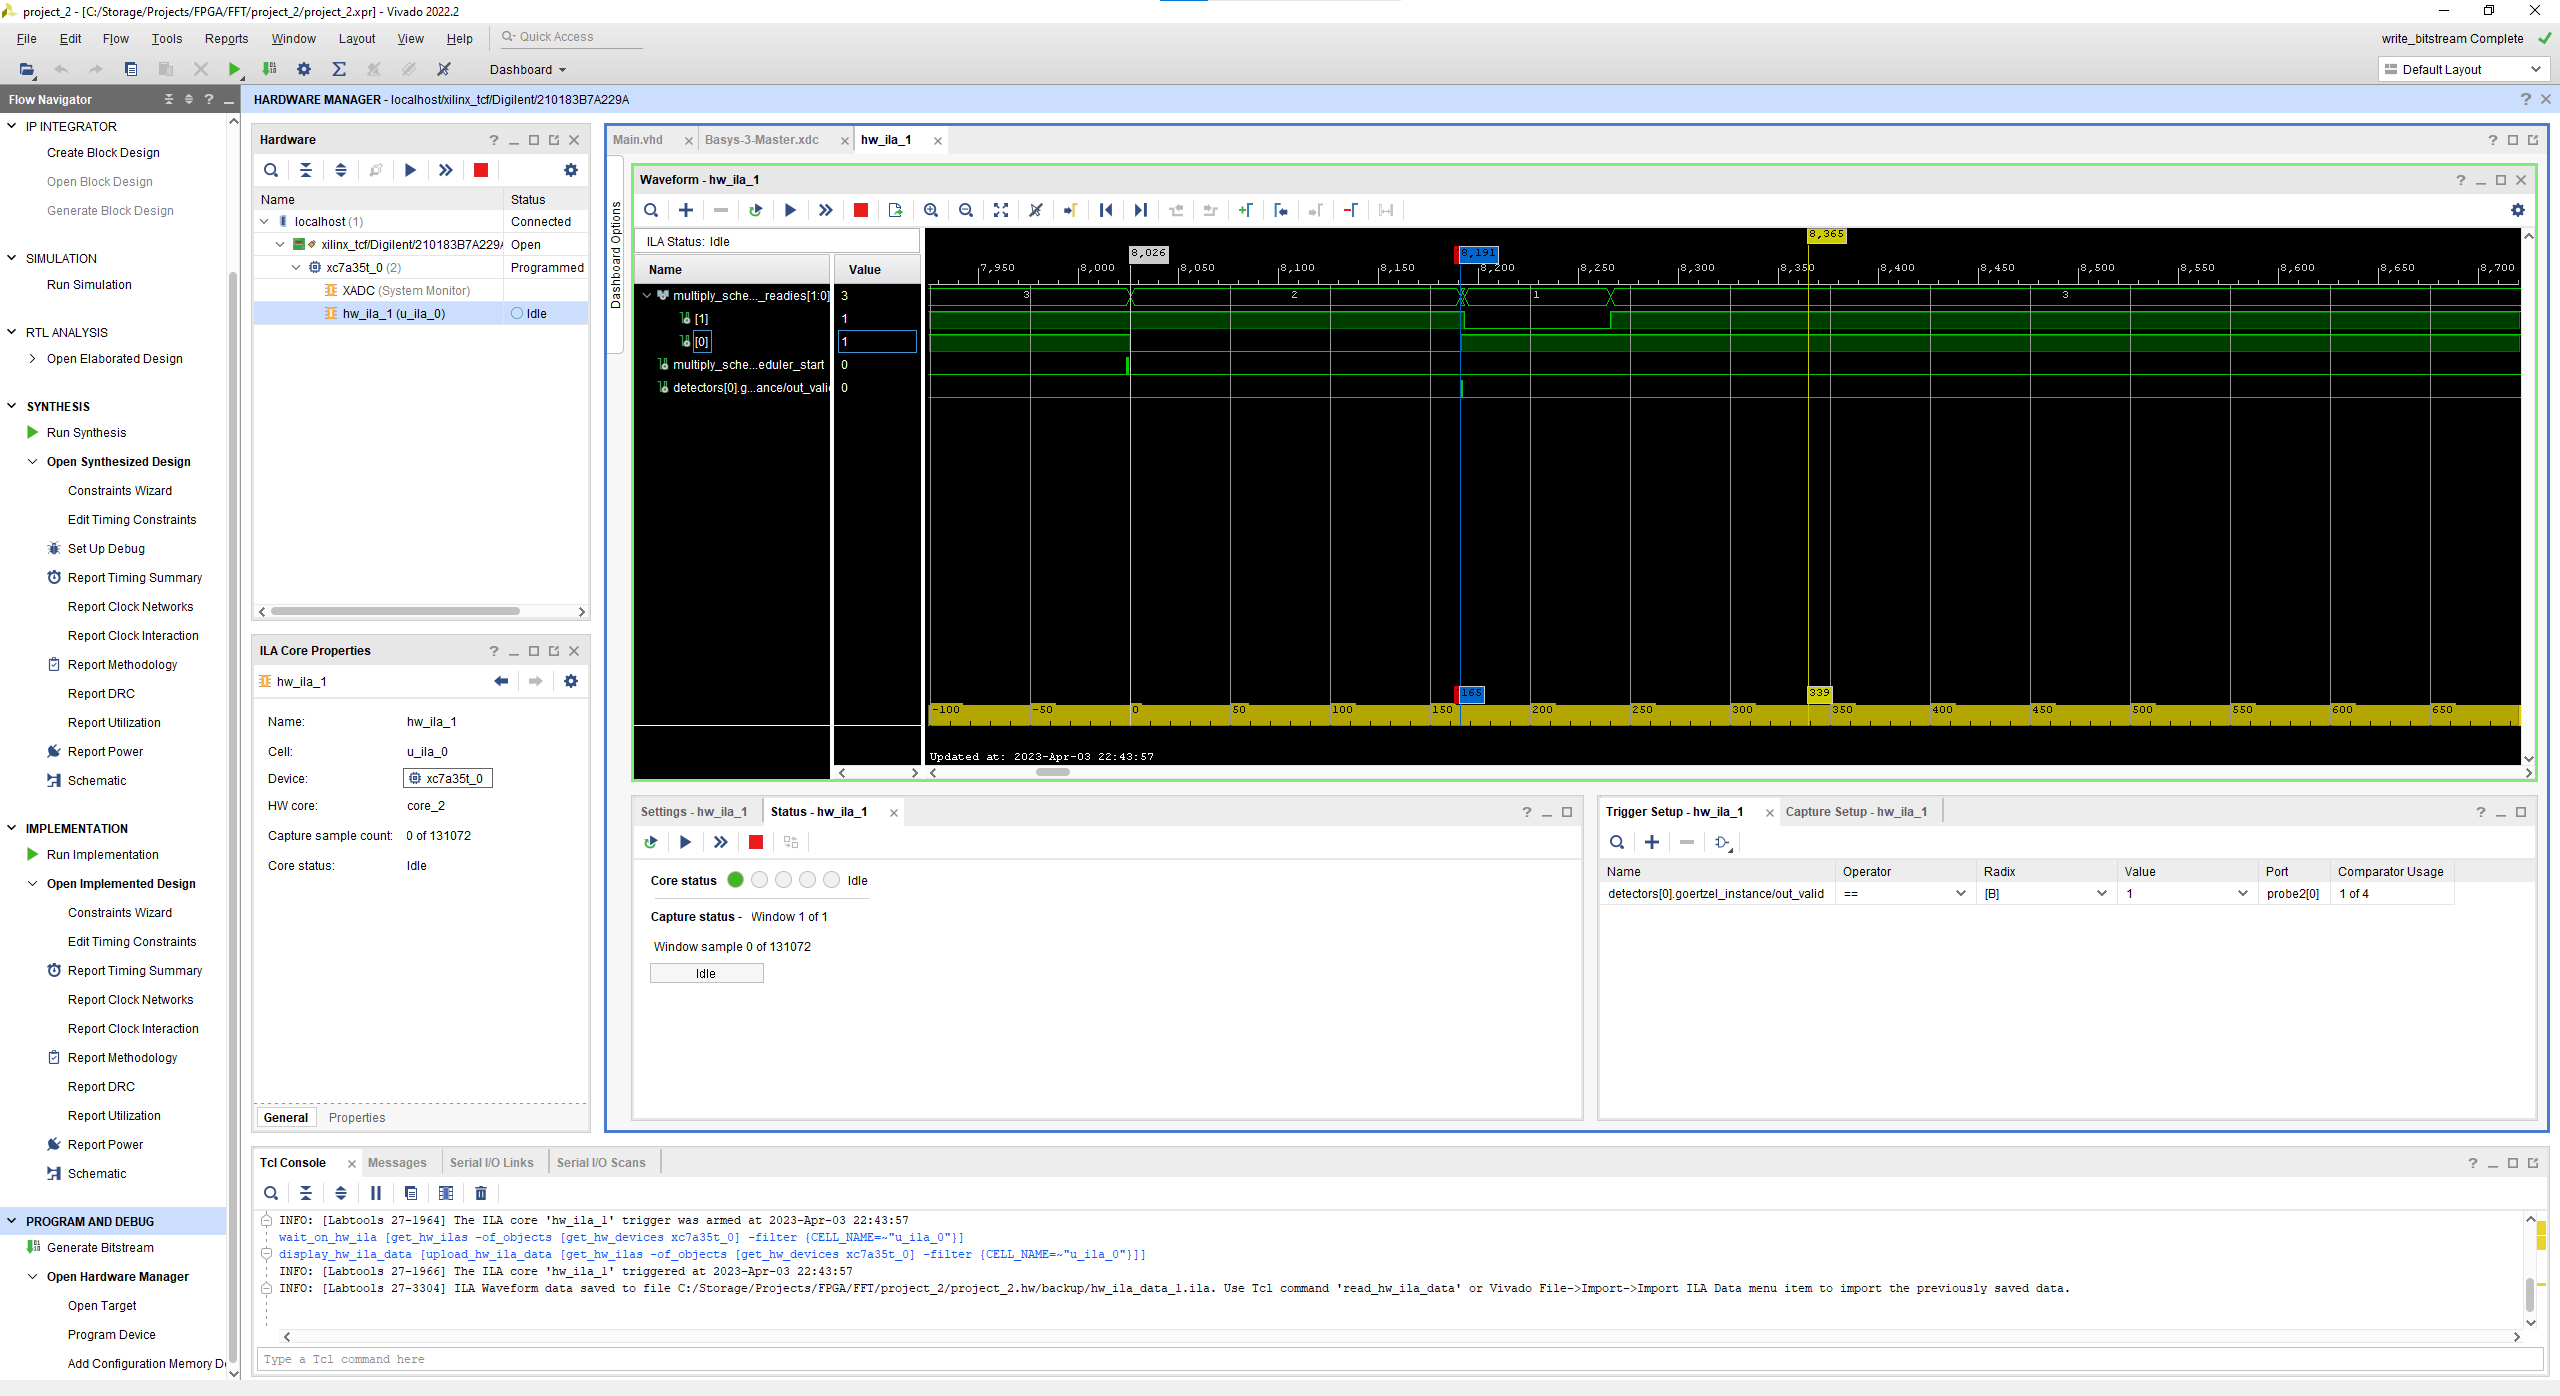 project_2 - [C:/Storage/Projects/FPGA/FFT/project_2/project_2.xpr] - Vivado 2022.2
File Edit Flow Tools Reports Window Layout View Help Quick Access
write_bitstream Complete
Dashboard
Default Layout
Flow Navigator
IP INTEGRATOR
Create Block Design
Open Block Design
Generate Block Design
SIMULATION
Run Simulation
RTL ANALYSIS
Open Elaborated Design
SYNTHESIS
Run Synthesis
Open Synthesized Design
Constraints Wizard
Edit Timing Constraints
Set Up Debug
Report Timing Summary
Report Clock Networks
Report Clock Interaction
Report Methodology
Report DRC
Report Utilization
Report Power
Schematic
IMPLEMENTATION
Run Implementation
Open Implemented Design
Constraints Wizard
Edit Timing Constraints
Report Timing Summary
Report Clock Networks
Report Clock Interaction
Report Methodology
Report DRC
Report Utilization
Report Power
Schematic
PROGRAM AND DEBUG
Generate Bitstream
Open Hardware Manager
Open Target
Program Device
Add Configuration Memory D
HARDWARE MANAGER - localhost/xilinx_tcf/Digilent/210183B7A229A
Hardware
Name Status
localhost (1) Connected
xilinx_tcf/Digilent/210183B7A229A Open
xc7a35t_0 (2) Programmed
XADC (System Monitor)
hw_ila_1 (u_ila_0) Idle
ILA Core Properties
hw_ila_1
Name: hw_ila_1
Cell: u_ila_0
Device: xc7a35t_0
HW core: core_2
Capture sample count: 0 of 131072
Core status: Idle
General Properties
Main.vhd Basys-3-Master.xdc hw_ila_1
Dashboard Options
Waveform - hw_ila_1
ILA Status: Idle
Name Value
multiply_sche..._readies[1:0] 3
[1] 1
[0] 1
multiply_sche...eduler_start 0
detectors[0].g...ance/out_vali 0
8,365
8,026 8,191
7,950 8,000 8,050 8,100 8,150 8,200 8,250 8,300 8,350 8,400 8,450 8,500 8,550 8,600 8,650 8,700
3 2 1 3
165 339
-100 -50 0 50 100 150 200 250 300 350 400 450 500 550 600 650
Updated at: 2023-Apr-03 22:43:57
Settings - hw_ila_1 Status - hw_ila_1
Core status Idle
Capture status - Window 1 of 1
Window sample 0 of 131072
Idle
Trigger Setup - hw_ila_1 Capture Setup - hw_ila_1
Name Operator Radix Value Port Comparator Usage
detectors[0].goertzel_instance/out_valid == [B] 1 probe2[0] 1 of 4
Tcl Console Messages Serial I/O Links Serial I/O Scans
INFO: [Labtools 27-1964] The ILA core 'hw_ila_1' trigger was armed at 2023-Apr-03 22:43:57
wait_on_hw_ila [get_hw_ilas -of_objects [get_hw_devices xc7a35t_0] -filter {CELL_NAME=~"u_ila_0"}]
display_hw_ila_data [upload_hw_ila_data [get_hw_ilas -of_objects [get_hw_devices xc7a35t_0] -filter {CELL_NAME=~"u_ila_0"}]]
INFO: [Labtools 27-1966] The ILA core 'hw_ila_1' triggered at 2023-Apr-03 22:43:57
INFO: [Labtools 27-3304] ILA Waveform data saved to file C:/Storage/Projects/FPGA/FFT/project_2/project_2.hw/backup/hw_ila_data_1.ila. Use Tcl command 'read_hw_ila_data' or Vivado File->Import->Import ILA Data menu item to import the previously saved data.
Type a Tcl command here